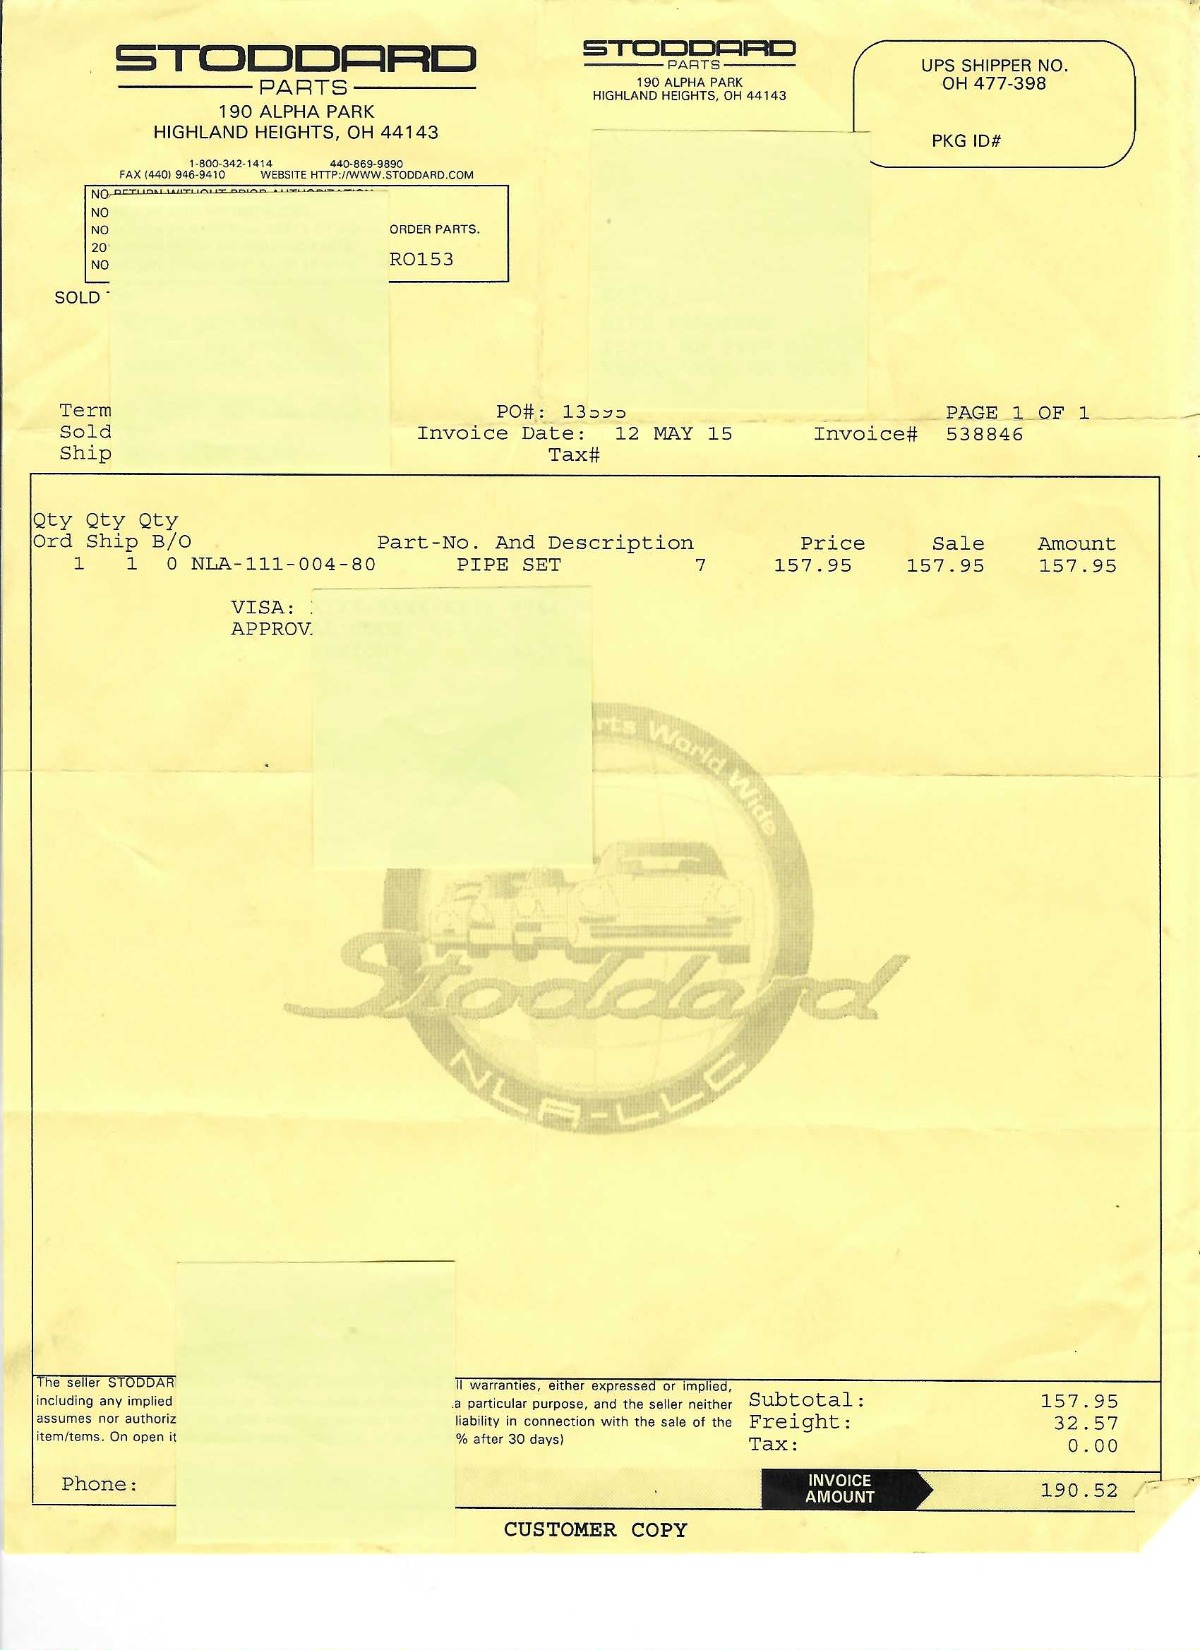 STODDARD
PARTS
190 ALPHA PARK
HIGHLAND HEIGHTS, OH 44143
1-800-342-1414 440-869-9890
FAX (440) 946-9410 WEBSITE HTTP://WWW.STODDARD.COM
STODDARD
PARTS
190 ALPHA PARK
HIGHLAND HEIGHTS, OH 44143
UPS SHIPPER NO.
OH 477-398
PKG ID#
NO RETURN WITHOUT PRIOR AUTHORIZATION
NO
NO ORDER PARTS.
20
NO RO153
SOLD
Term PO#: 13595 PAGE 1 OF 1
Sold Invoice Date: 12 MAY 15 Invoice# 538846
Ship Tax#
Qty Qty Qty
Ord Ship B/O Part-No. And Description Price Sale Amount
1 1 0 NLA-111-004-80 PIPE SET 7 157.95 157.95 157.95
VISA:
APPROV
rts World Wide
Stoddard
NLA-LLC
The seller STODDAR ll warranties, either expressed or implied,
including any implied a particular purpose, and the seller neither
assumes nor authoriz liability in connection with the sale of the
item/tems. On open it % after 30 days)
Subtotal: 157.95
Freight: 32.57
Tax: 0.00
Phone: INVOICE AMOUNT 190.52
CUSTOMER COPY